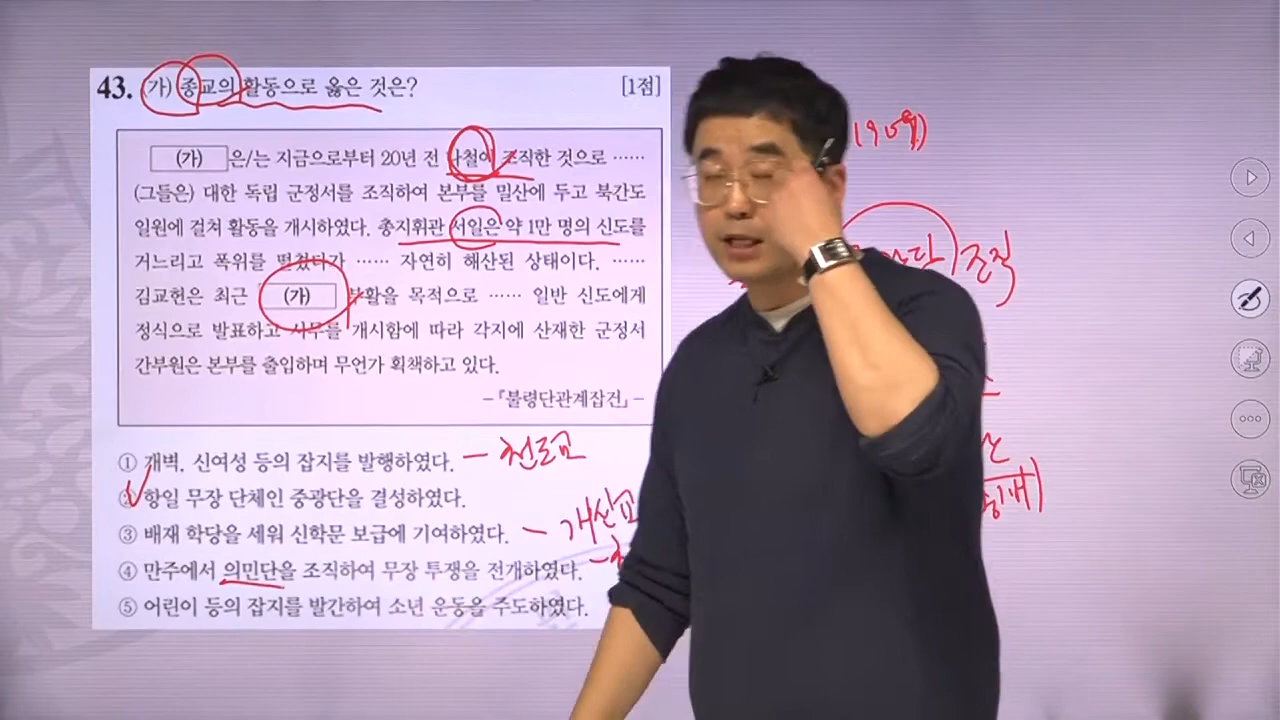 43. (가) 종교의 활동으로 옳은 것은? [1점]
(가) 은/는 지금으로부터 20년 전 나철이 조직한 것으로 ……
(그들은) 대한 독립 군정서를 조직하여 본부를 밀산에 두고 북간도
일원에 걸쳐 활동을 개시하였다. 총지휘관 서일은 약 1만 명의 신도를
거느리고 폭위를 떨쳤다가 …… 자연히 해산된 상태이다. ……
김교헌은 최근 (가) 부활을 목적으로 …… 일반 신도에게
정식으로 발표하고 사무를 개시함에 따라 각지에 산재한 군정서
간부원은 본부를 출입하며 무언가 획책하고 있다.
-「불령단관계잡건」-
① 개벽, 신여성 등의 잡지를 발행하였다. - 천도교
② 항일 무장 단체인 중광단을 결성하였다.
③ 배재 학당을 세워 신학문 보급에 기여하였다. - 개신교
④ 만주에서 의민단을 조직하여 무장 투쟁을 전개하였다.
⑤ 어린이 등의 잡지를 발간하여 소년 운동을 주도하였다.
1909)
조직